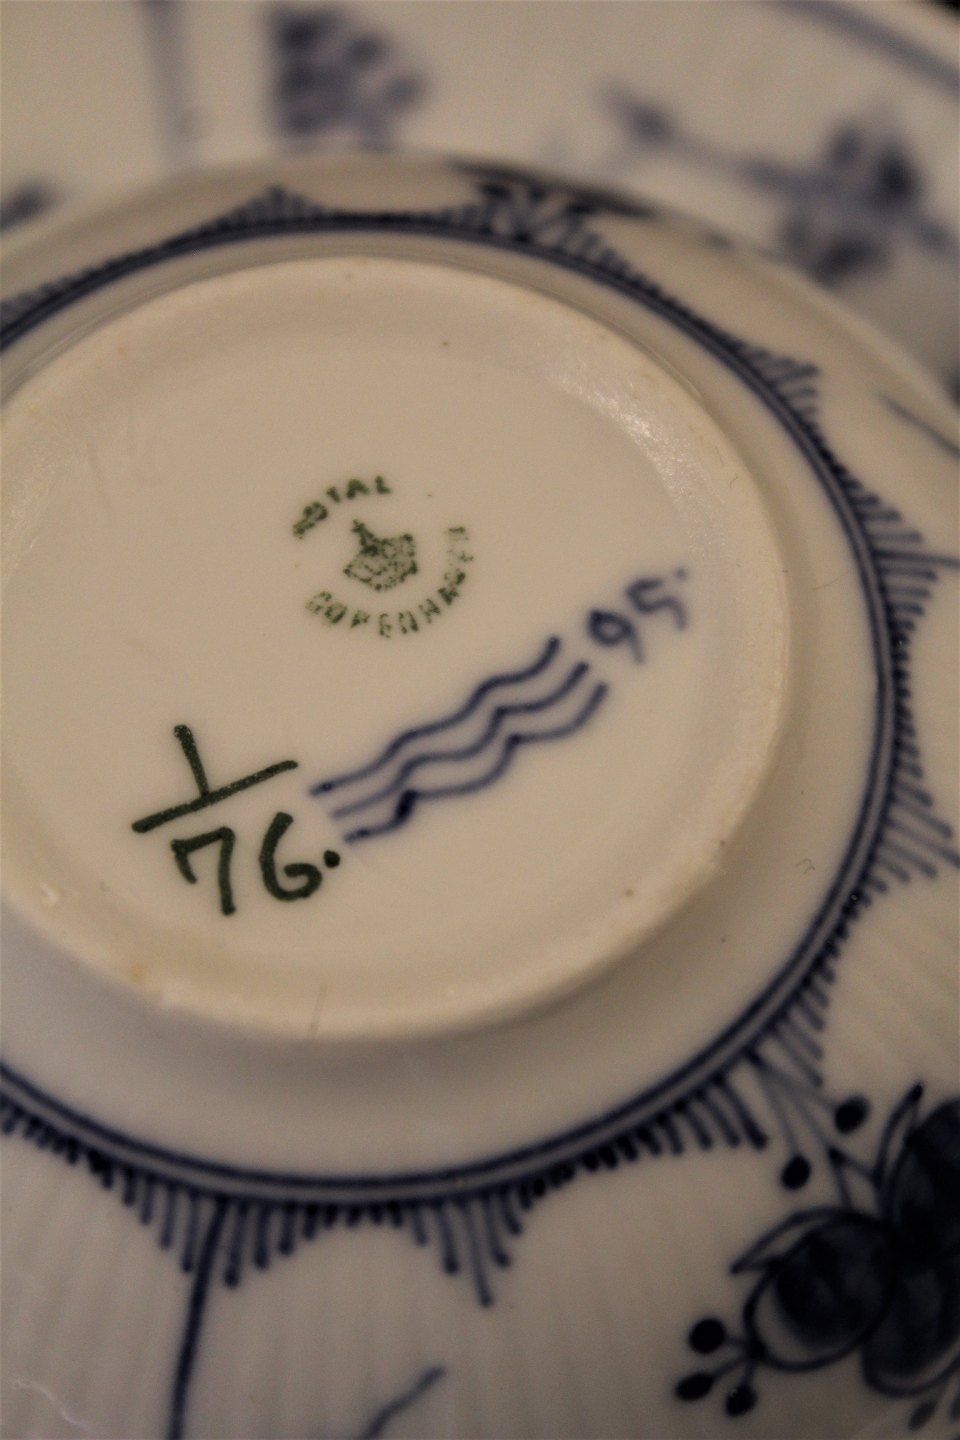 ROYAL
COPENHAGEN
95.
1
76.